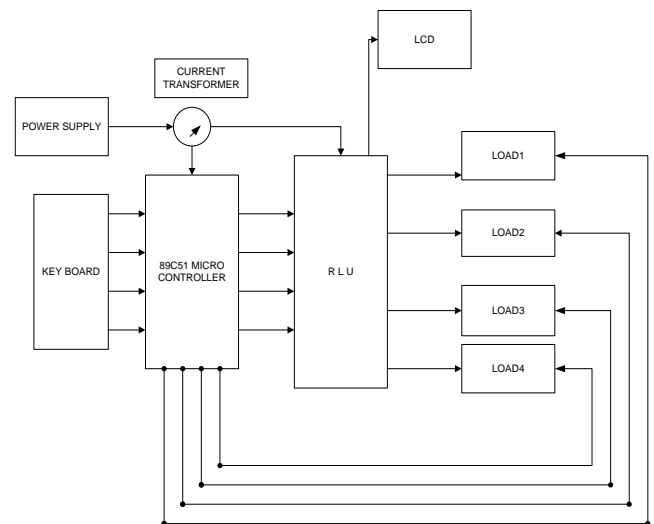 LCD
CURRENT
TRANSFORMER
POWER SUPPLY
LOAD1
KEY BOARD
89C51 MICRO
CONTROLLER
R L U
LOAD2
LOAD3
LOAD4